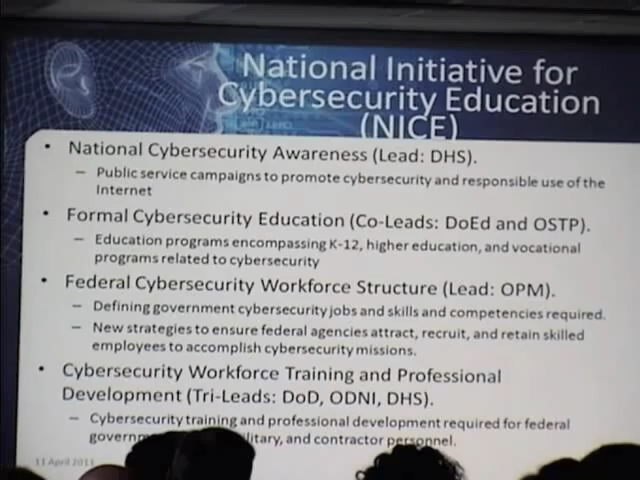 National Initiative for
Cybersecurity Education
(NICE)
• National Cybersecurity Awareness (Lead: DHS).
– Public service campaigns to promote cybersecurity and responsible use of the
Internet
• Formal Cybersecurity Education (Co-Leads: DoEd and OSTP).
– Education programs encompassing K-12, higher education, and vocational
programs related to cybersecurity
• Federal Cybersecurity Workforce Structure (Lead: OPM).
– Defining government cybersecurity jobs and skills and competencies required.
– New strategies to ensure federal agencies attract, recruit, and retain skilled
employees to accomplish cybersecurity missions.
• Cybersecurity Workforce Training and Professional
Development (Tri-Leads: DoD, ODNI, DHS).
– Cybersecurity training and professional development required for federal
and contractor personnel.
11 April 2011